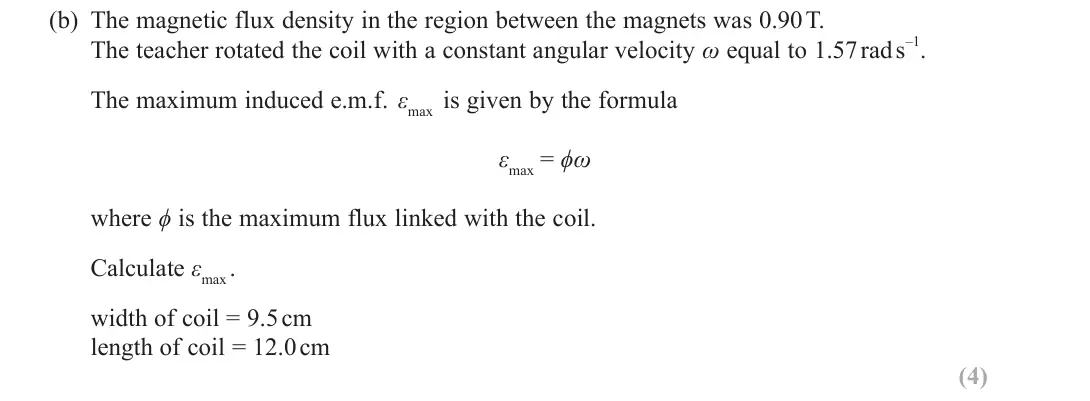 (b) The magnetic flux density in the region between the magnets was 0.90 T.
The teacher rotated the coil with a constant angular velocity ω equal to 1.57 rad s⁻¹.
The maximum induced e.m.f. ε_max is given by the formula
ε_max = ϕω
where ϕ is the maximum flux linked with the coil.
Calculate ε_max.
width of coil = 9.5 cm
length of coil = 12.0 cm
(4)